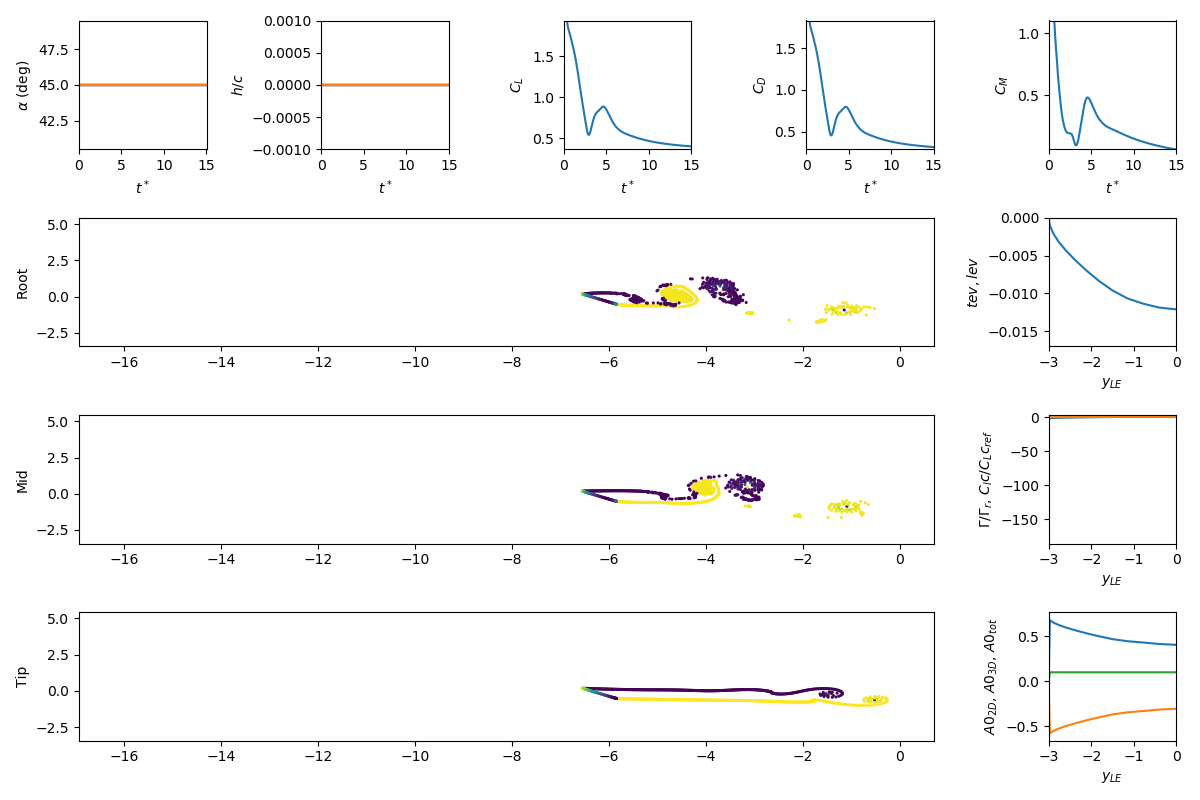 α (deg)
47.5
45.0
42.5
0 5 10 15
t*
h/c
0.0010
0.0005
0.0000
−0.0005
−0.0010
0 5 10 15
t*
C_L
1.5
1.0
0.5
0 5 10 15
t*
C_D
1.5
1.0
0.5
0 5 10 15
t*
C_M
1.0
0.5
0 5 10 15
t*
Root
5.0
2.5
0.0
−2.5
−16 −14 −12 −10 −8 −6 −4 −2 0
tev, lev
0.000
−0.005
−0.010
−0.015
−3 −2 −1 0
y_LE
Mid
5.0
2.5
0.0
−2.5
−16 −14 −12 −10 −8 −6 −4 −2 0
Γ/Γ_r, C_lc/C_Lc_ref
0
−50
−100
−150
−3 −2 −1 0
y_LE
Tip
5.0
2.5
0.0
−2.5
−16 −14 −12 −10 −8 −6 −4 −2 0
A0_2D, A0_3D, A0_tot
0.5
0.0
−0.5
−3 −2 −1 0
y_LE